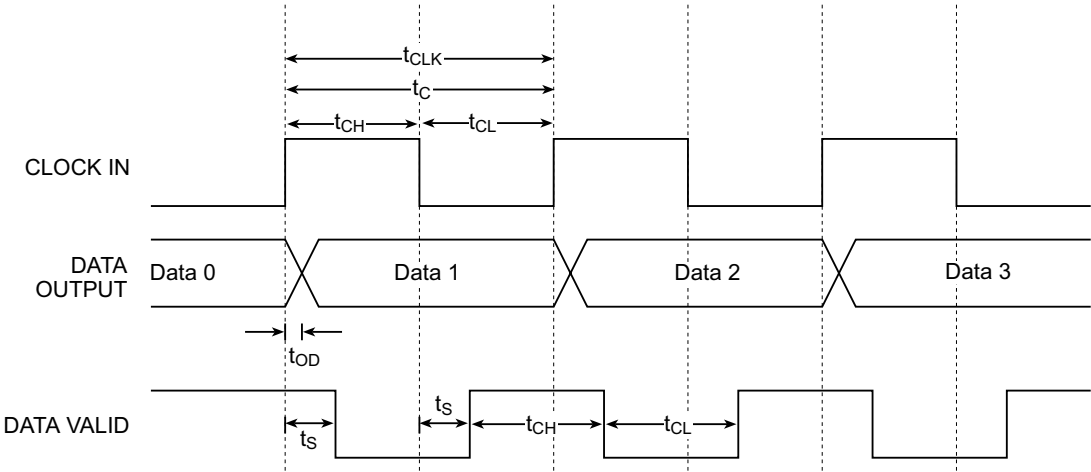 tCLK
tC
tCH tCL
CLOCK IN
DATA OUTPUT
Data 0 Data 1 Data 2 Data 3
tOD
DATA VALID
tS tS tCH tCL